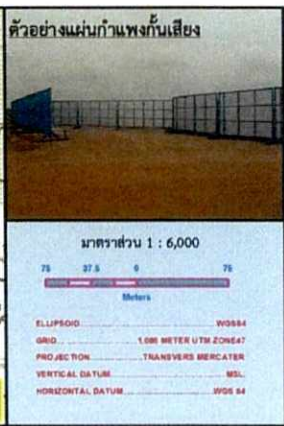 ตัวอย่างแผ่นกำแพงกั้นเสียง
มาตราส่วน 1 : 6,000
75 37.5 0 75
Meters
ELLIPSOID...............WGS84
GRID...............1,000 METER UTM ZONE47
PROJECTION...............TRANSVERS MERCATER
VERTICAL DATUM...............MSL
HORIZONTAL DATUM...............WGS 84